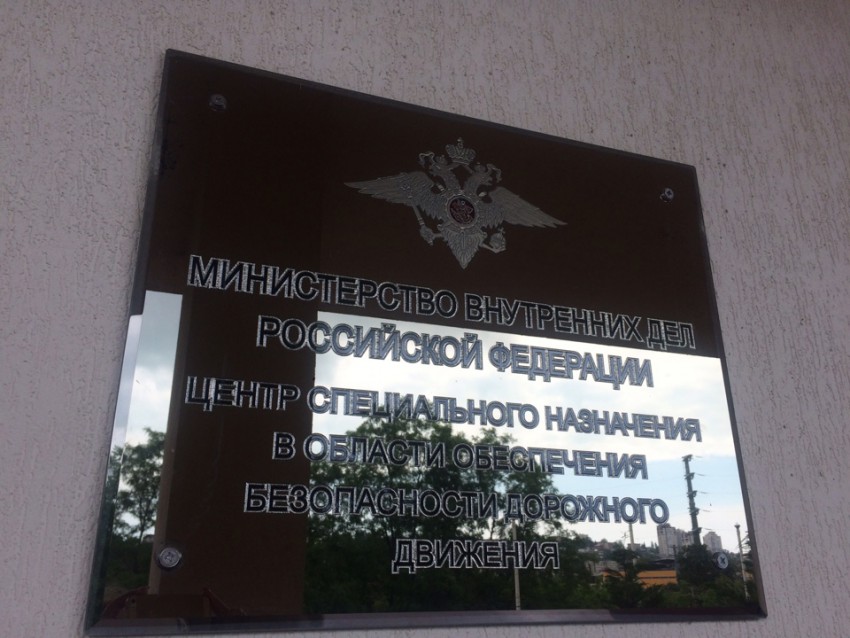 МИНИСТЕРСТВО ВНУТРЕННИХ ДЕЛ
РОССИЙСКОЙ ФЕДЕРАЦИИ
ЦЕНТР СПЕЦИАЛЬНОГО НАЗНАЧЕНИЯ
В ОБЛАСТИ ОБЕСПЕЧЕНИЯ
БЕЗОПАСНОСТИ ДОРОЖНОГО
ДВИЖЕНИЯ